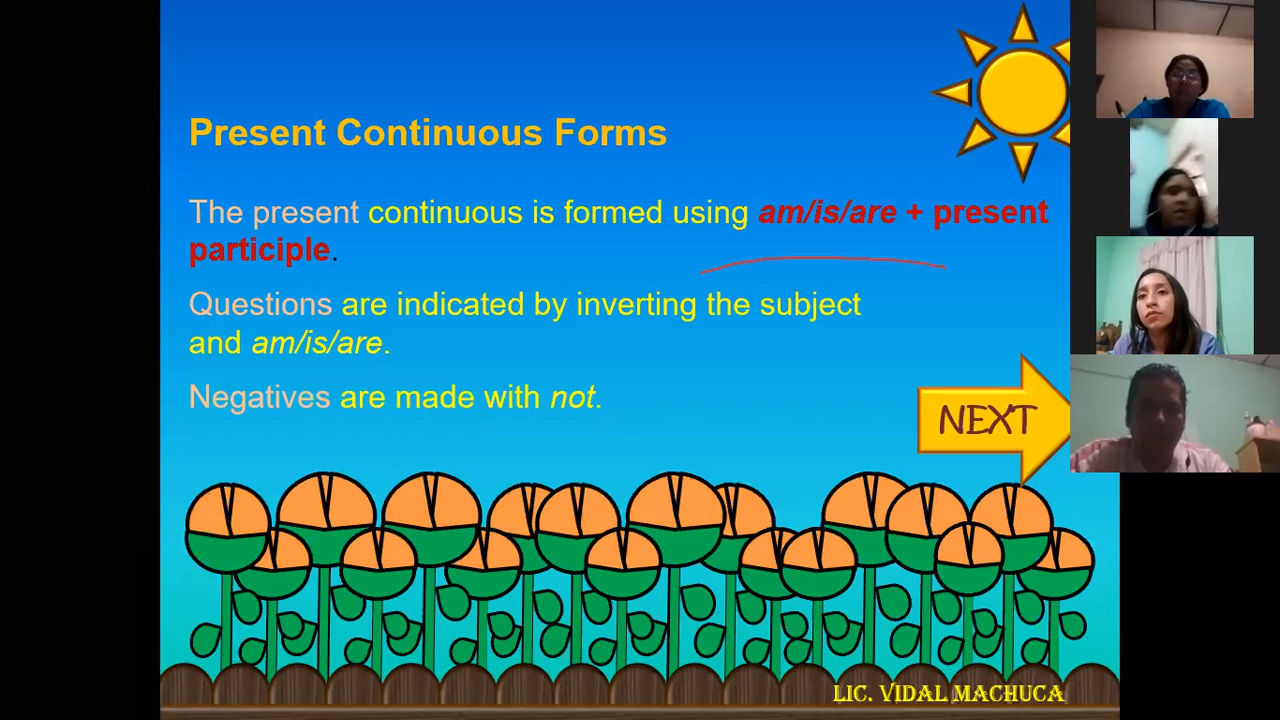 Present Continuous Forms
The present continuous is formed using am/is/are + present
participle.
Questions are indicated by inverting the subject
and am/is/are.
Negatives are made with not.
NEXT
LIC. VIDAL MACHUCA